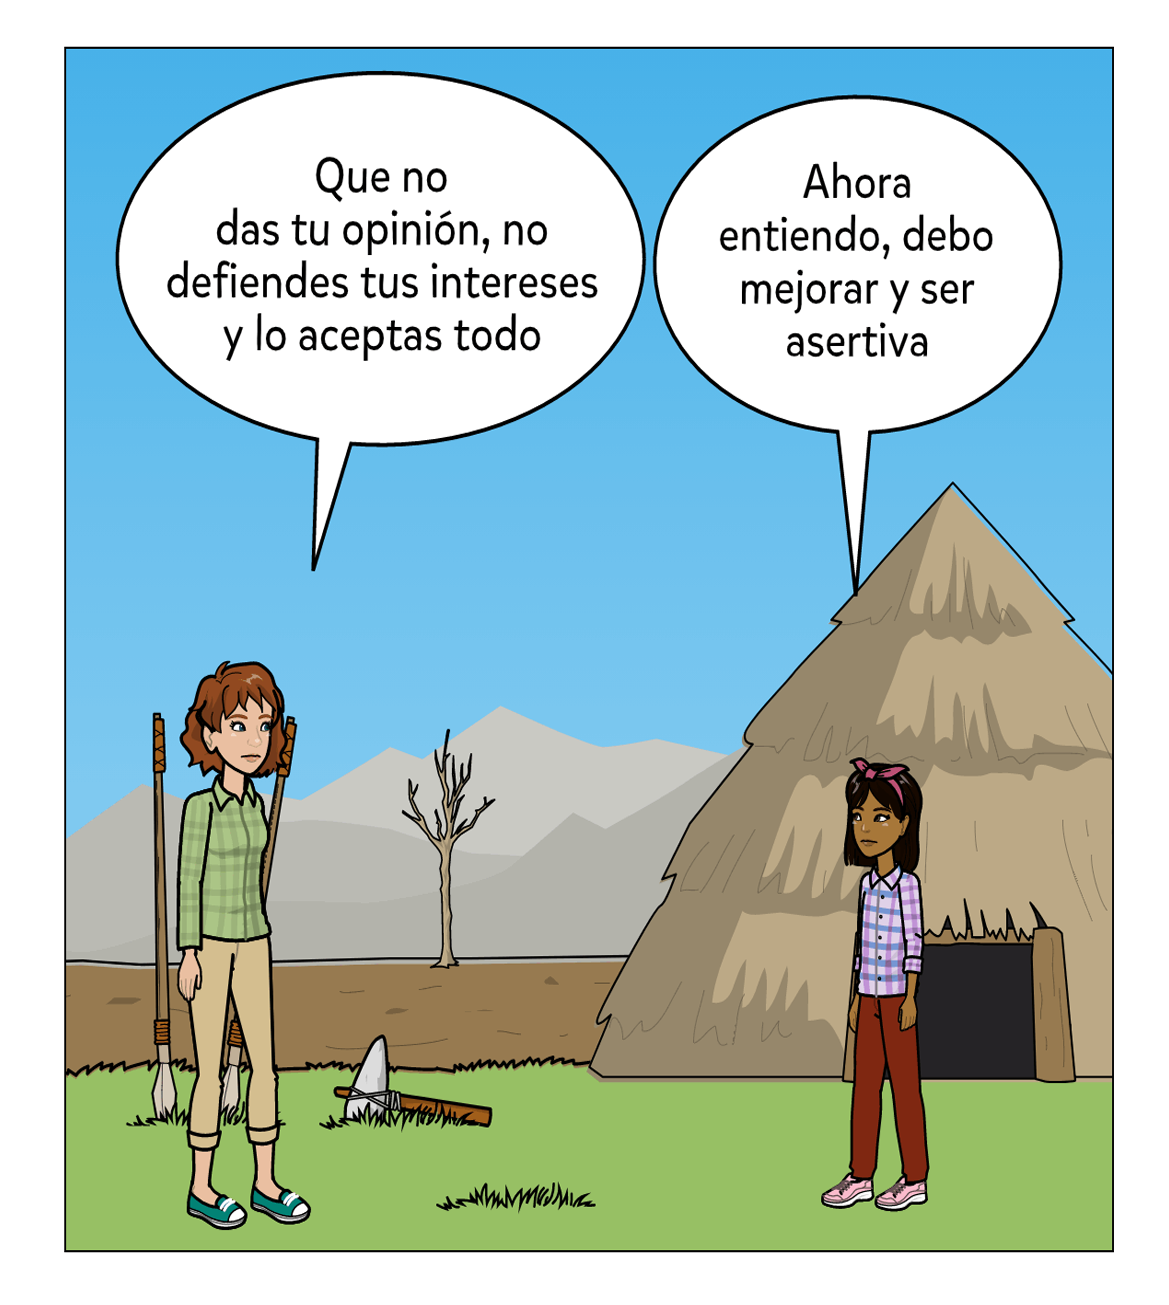 Que no
das tu opinión, no
defiendes tus intereses
y lo aceptas todo
Ahora
entiendo, debo
mejorar y ser
asertiva